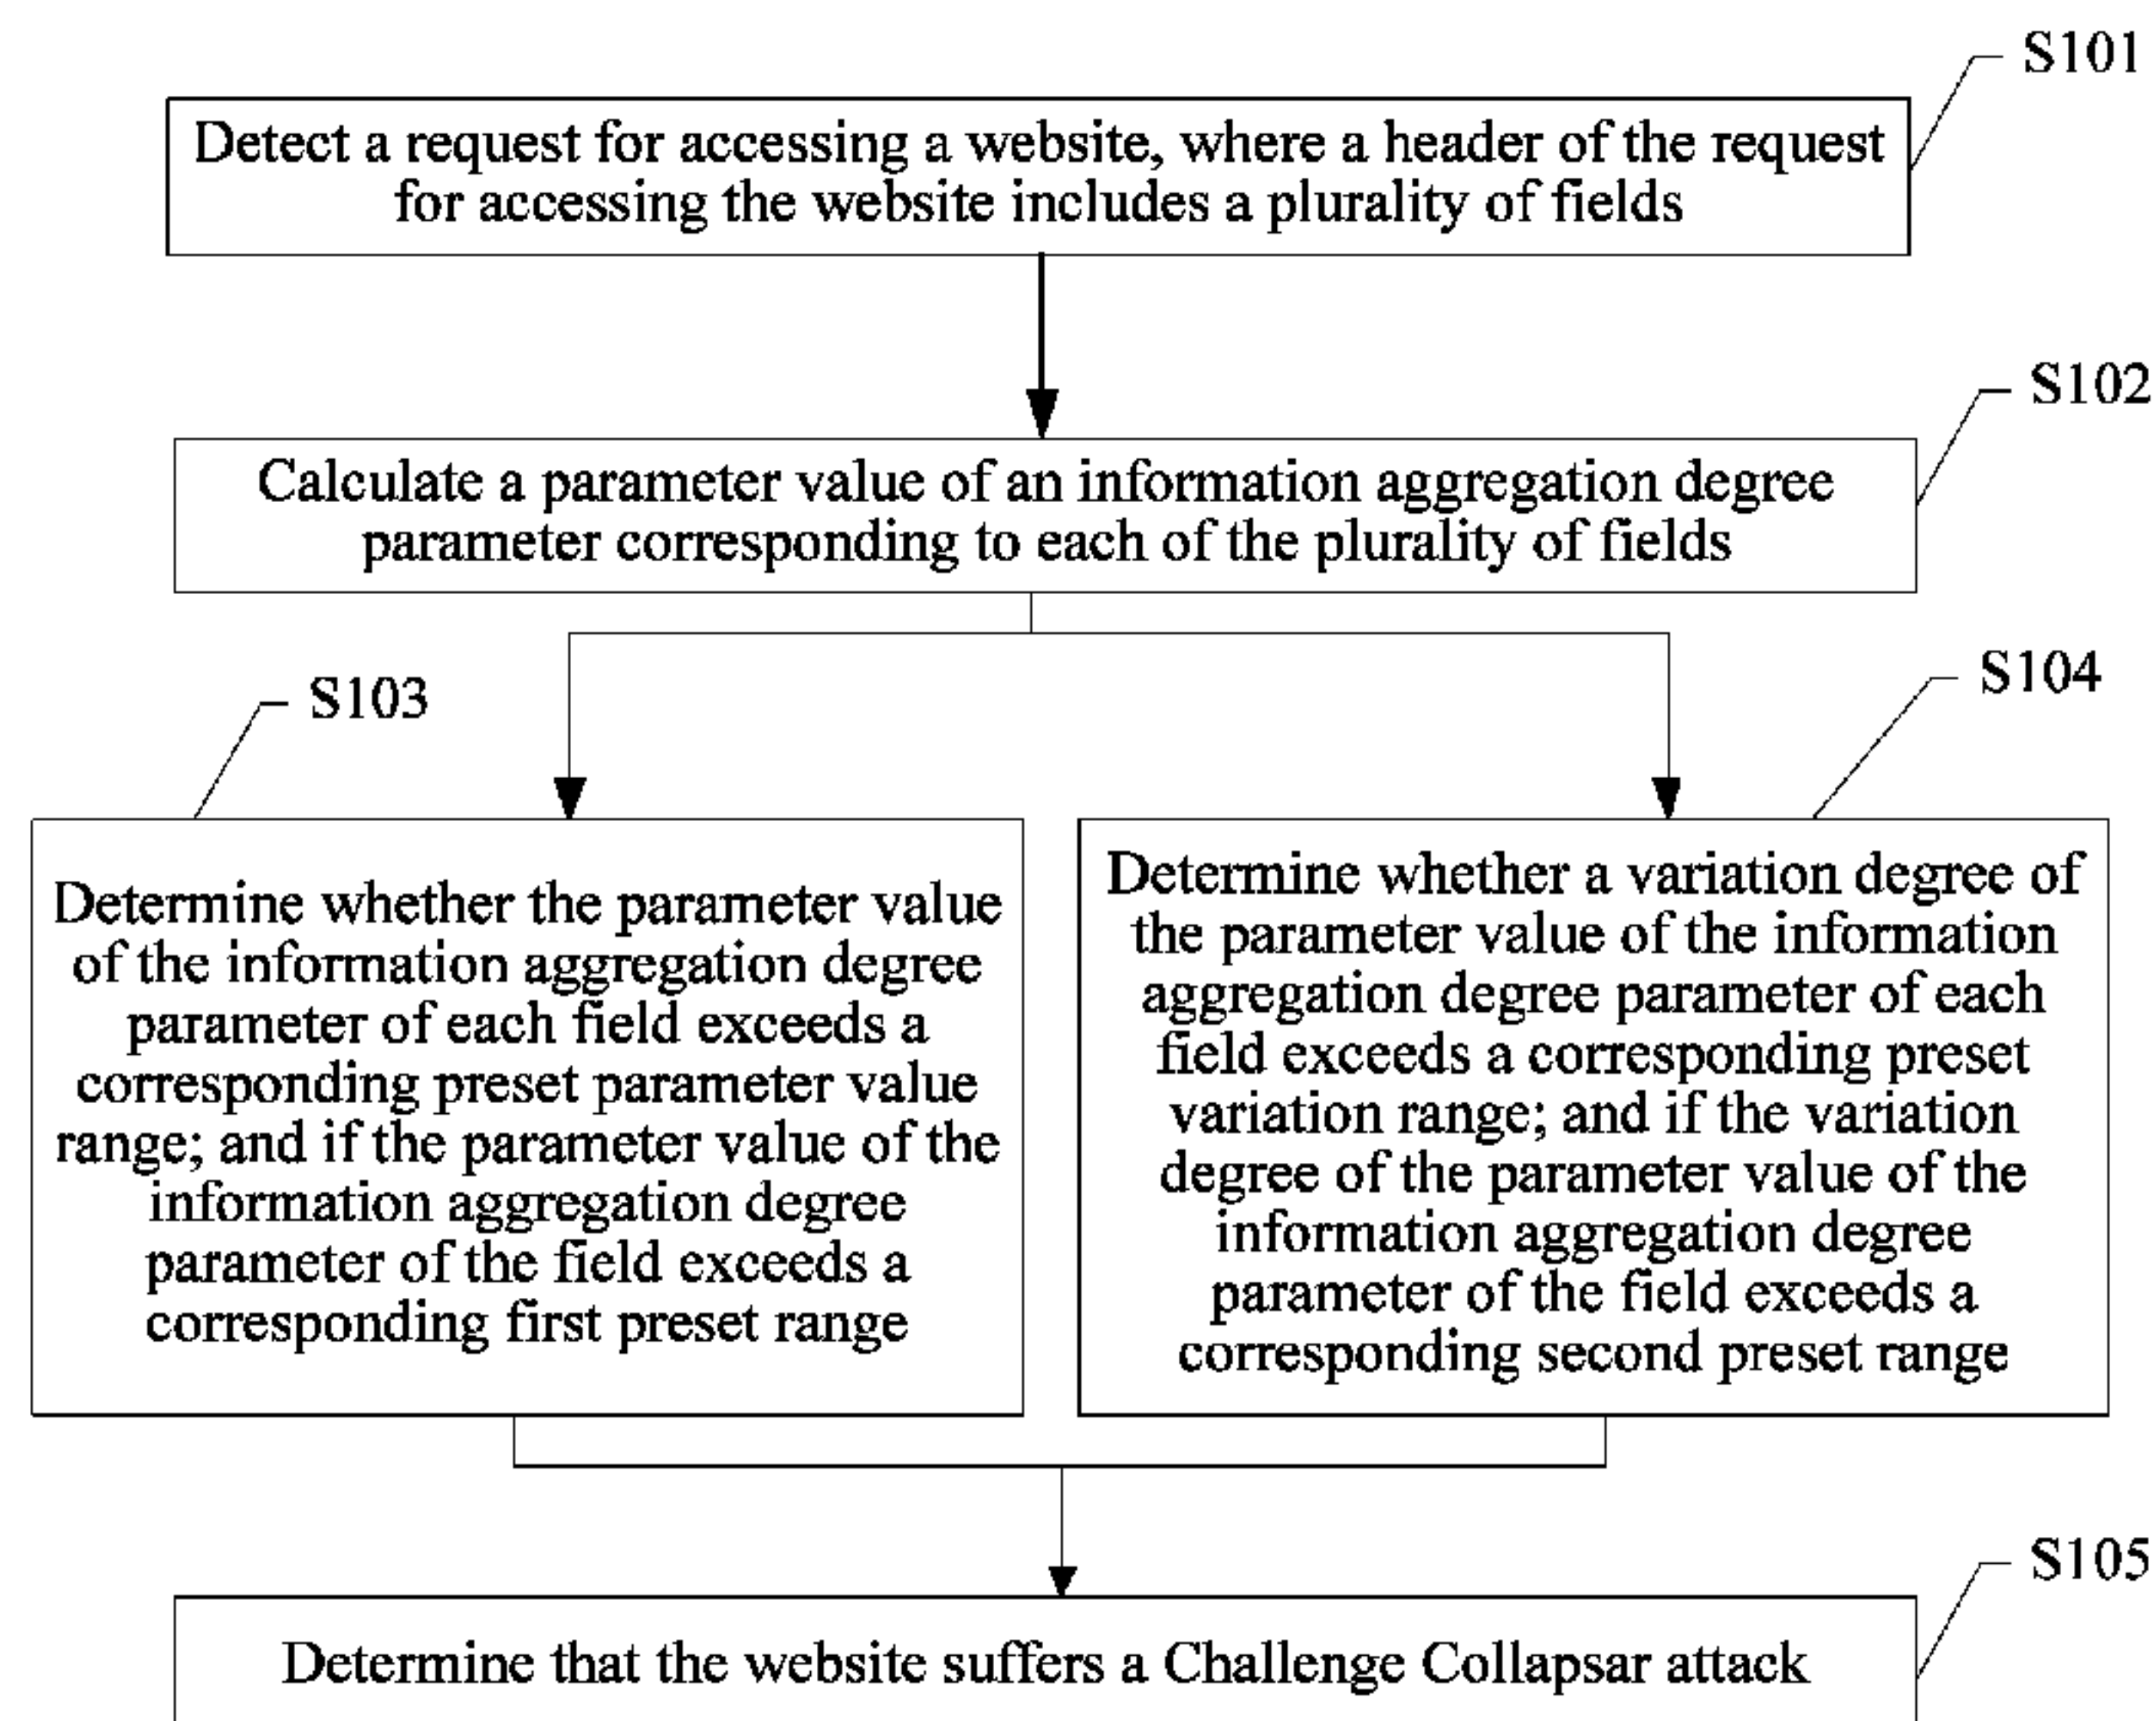 S101
Detect a request for accessing a website, where a header of the request
for accessing the website includes a plurality of fields
S102
Calculate a parameter value of an information aggregation degree
parameter corresponding to each of the plurality of fields
S103
S104
Determine whether the parameter value
of the information aggregation degree
parameter of each field exceeds a
corresponding preset parameter value
range; and if the parameter value of the
information aggregation degree
parameter of the field exceeds a
corresponding first preset range
Determine whether a variation degree of
the parameter value of the information
aggregation degree parameter of each
field exceeds a corresponding preset
variation range; and if the variation
degree of the parameter value of the
information aggregation degree
parameter of the field exceeds a
corresponding second preset range
S105
Determine that the website suffers a Challenge Collapsar attack